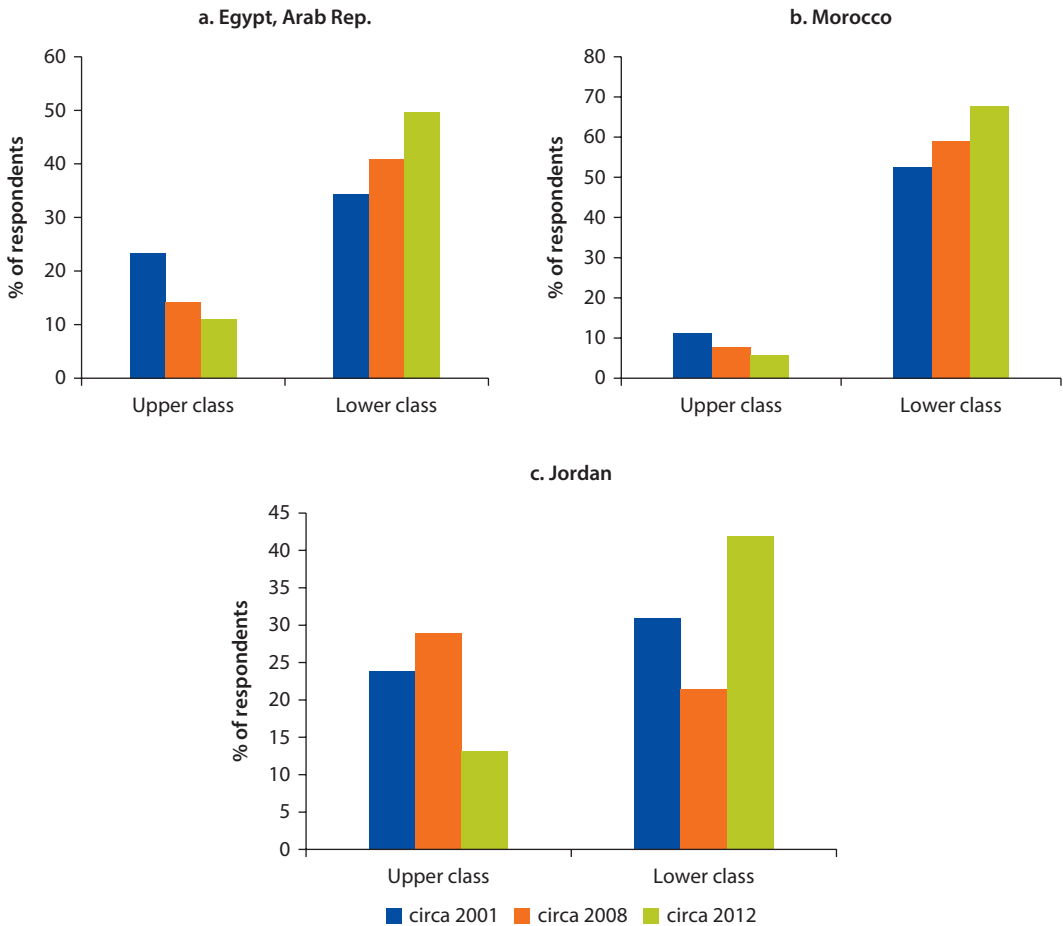 a. Egypt, Arab Rep.
60
50
40
30
20
10
0
% of respondents
Upper class
Lower class
b. Morocco
80
70
60
50
40
30
20
10
0
% of respondents
Upper class
Lower class
c. Jordan
45
40
35
30
25
20
15
10
5
0
% of respondents
Upper class
Lower class
circa 2001 circa 2008 circa 2012